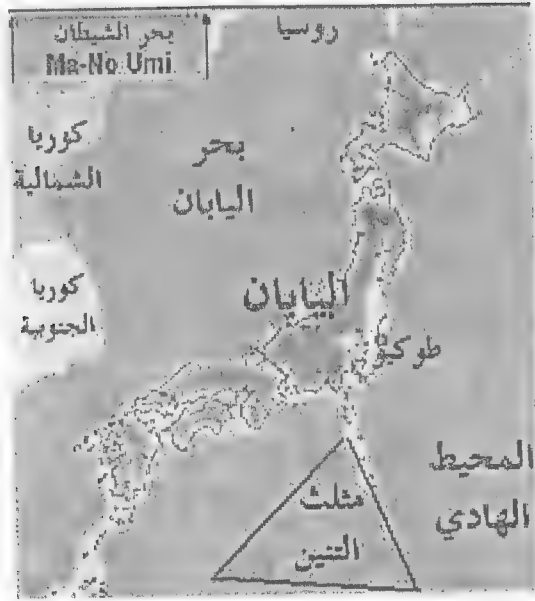 بحر الشيطان
Ma-No Umi
روسيا
كوريا
الشمالية
بحر
اليابان
كوريا
الجنوبية
اليابان
طوكيو
المحيط
الهادي
مثلث
التنين